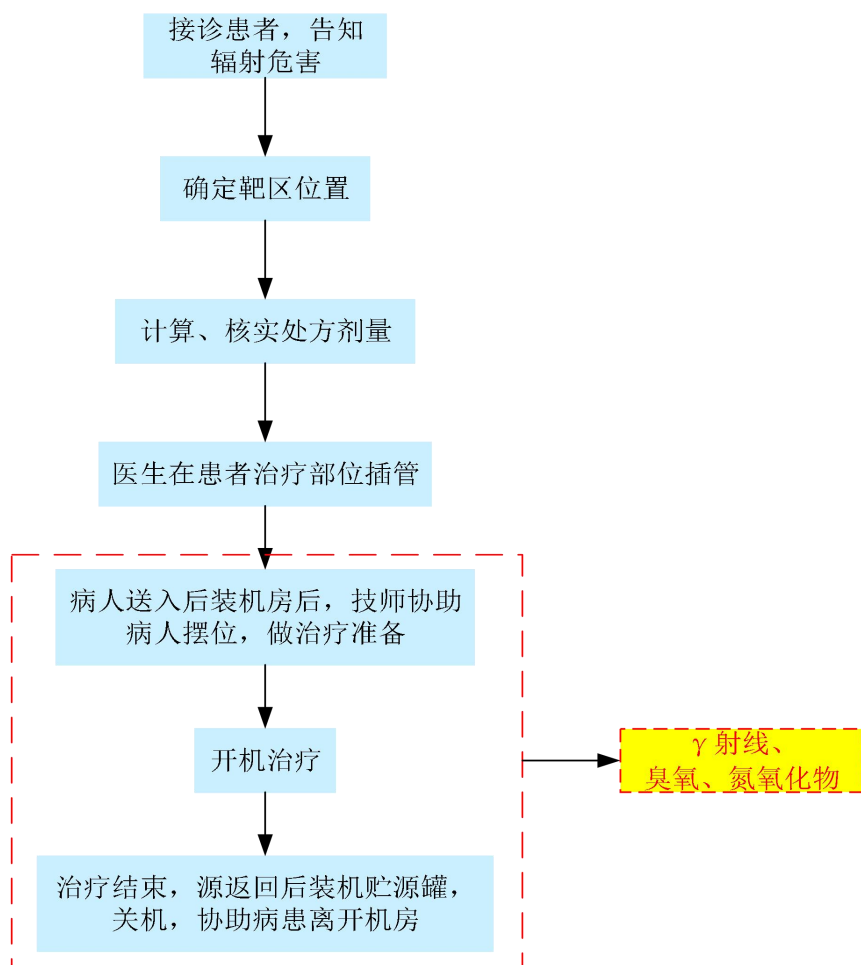 接诊患者，告知
辐射危害
确定靶区位置
计算、核实处方剂量
医生在患者治疗部位插管
病人送入后装机房后，技师协助
病人摆位，做治疗准备
开机治疗
γ射线、
臭氧、氮氧化物
治疗结束，源返回后装机贮源罐，
关机，协助病患离开机房